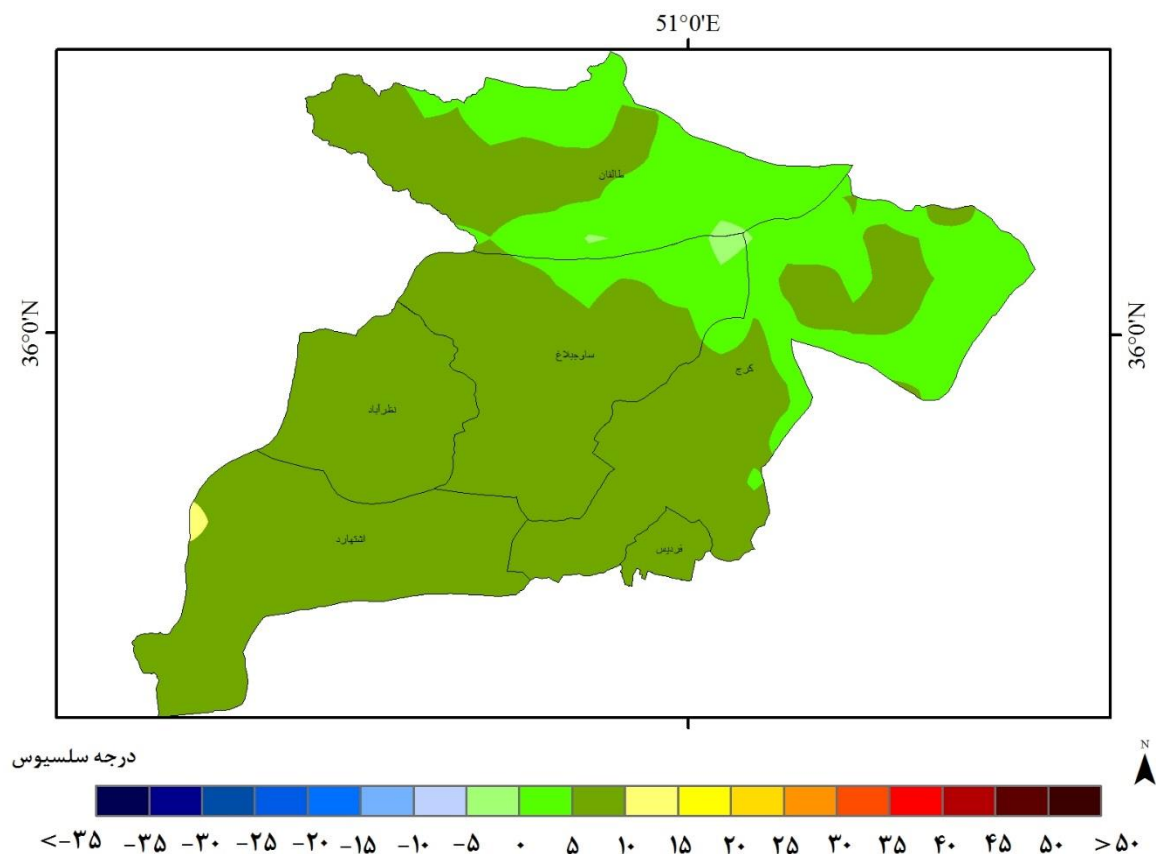 51°0'E
36°0'N
36°0'N
طالقان
ساوجبلاغ
کرج
نظرآباد
اشتهارد
فردیس
درجه سلسیوس
N
<-۳۵ -۳۵ -۳۰ -۲۵ -۲۰ -۱۵ -۱۰ -۵ ۰ ۵ ۱۰ ۱۵ ۲۰ ۲۵ ۳۰ ۳۵ ۴۰ ۴۵ ۵۰ >۵۰